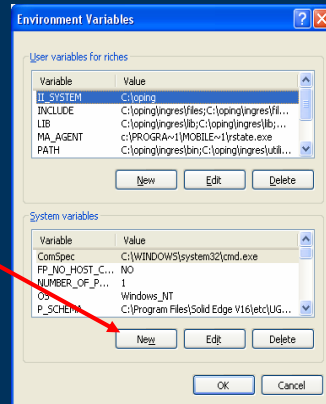 Environment Variables
User variables for riches
Variable Value
II_SYSTEM C:\oping
INCLUDE C:\oping\ingres\files;C:\oping\ingres\fil...
LIB C:\oping\ingres\lib;C:\oping\ingres\lib;...
MA_AGENT c:\PROGRA~1\MOBILE~1\rstate.exe
PATH C:\oping\ingres\bin;C:\oping\ingres\utili...
New Edit Delete
System variables
Variable Value
ComSpec C:\WINDOWS\system32\cmd.exe
FP_NO_HOST_C... NO
NUMBER_OF_P... 1
OS Windows_NT
P_SCHEMA C:\Program Files\Solid Edge V16\etc\UG...
New Edit Delete
OK Cancel